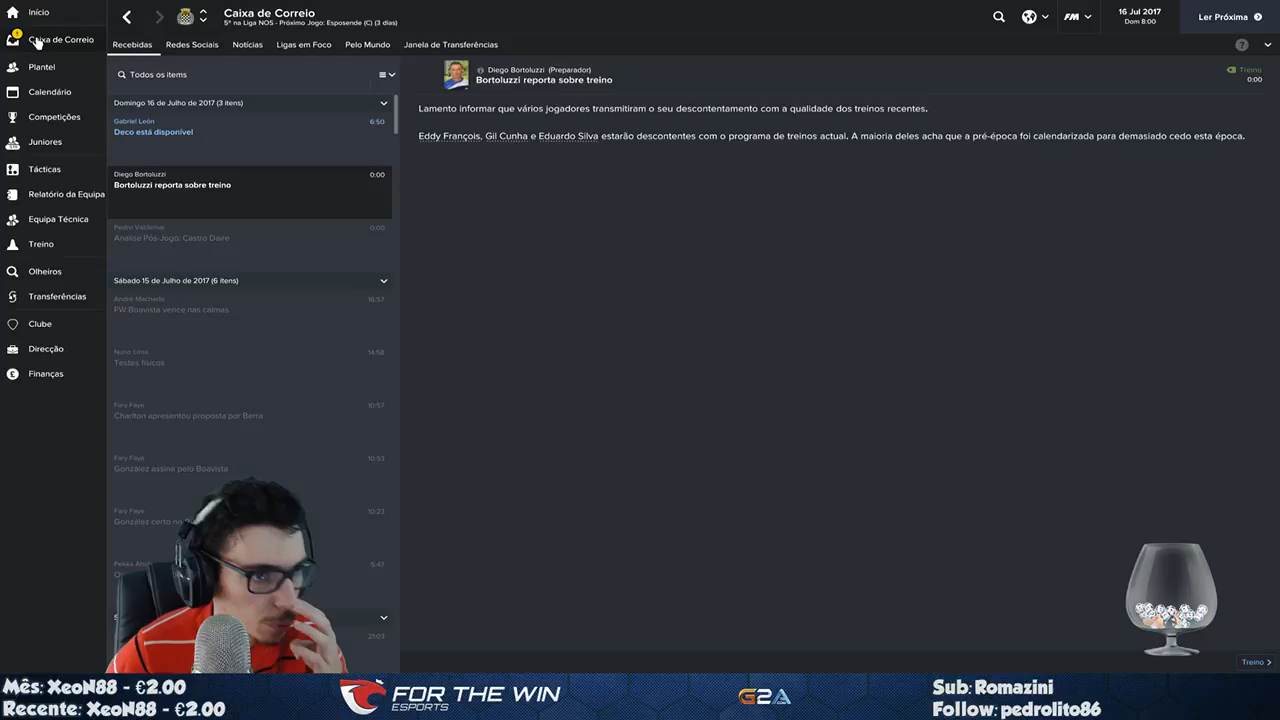 Início
Caixa de Correio
Plantel
Calendário
Competições
Juniores
Tácticas
Relatório da Equipa
Equipa Técnica
Treino
Olheiros
Transferências
Clube
Direcção
Finanças
Caixa de Correio
5º na Liga NOS - Próximo Jogo: Esposende (C) (3 dias)
FM
16 Jul 2017
Dom 8:00
Ler Próxima
Recebidas Redes Sociais Notícias Ligas em Foco Pelo Mundo Janela de Transferências
Todos os items
Domingo 16 de Julho de 2017 (3 itens)
Gabriel León 6:50
Deco está disponível
Diego Bortoluzzi 0:00
Bortoluzzi reporta sobre treino
Pedro Valdemar 0:00
Análise Pós-Jogo: Castro Daire
Sábado 15 de Julho de 2017 (6 itens)
André Machado 16:57
FW Boavista vence nas calmas
Nuno Lima 14:58
Testes físicos
Fary Faye 10:57
Charlton apresentou proposta por Berra
Fary Faye 10:53
González assina pelo Boavista
Fary Faye 10:23
González certo no
5:47
21:03
Diego Bortoluzzi (Preparador)
Bortoluzzi reporta sobre treino
Treino
0:00
Lamento informar que vários jogadores transmitiram o seu descontentamento com a qualidade dos treinos recentes.
Eddy François, Gil Cunha e Eduardo Silva estarão descontentes com o programa de treinos actual. A maioria deles acha que a pré-época foi calendarizada para demasiado cedo esta época.
Treino
Mês: XeoN88 - €2.00
Recente: XeoN88 - €2.00
FOR THE WIN
ESPORTS
G2A.COM
Sub: Romazini
Follow: pedrolito86